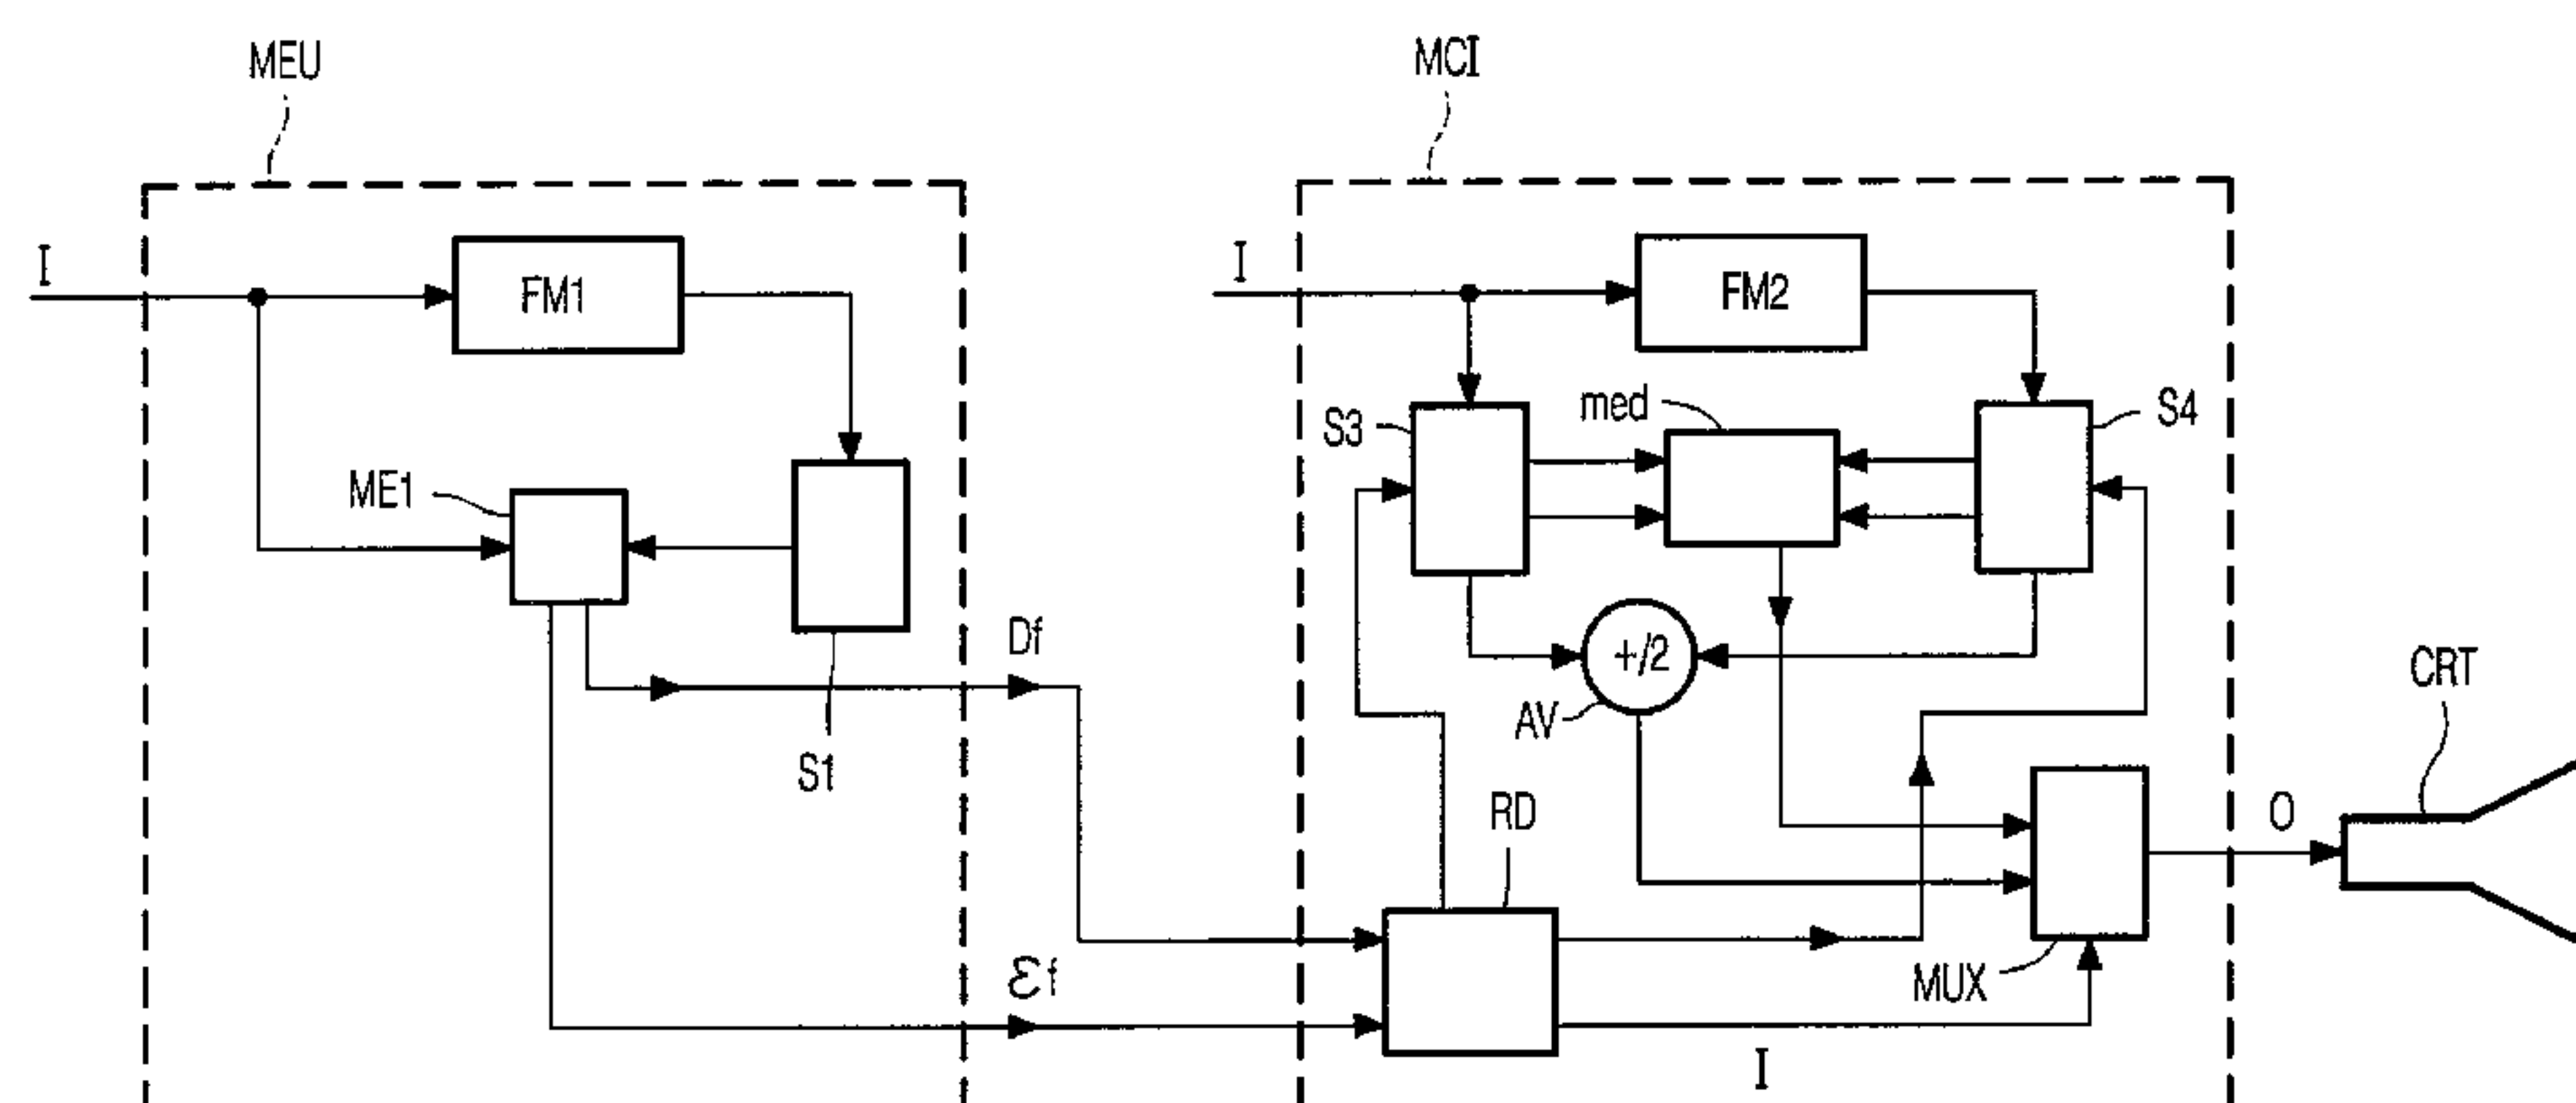 MEU
MCI
I
FM1
I
FM2
ME1
S3
med
S4
S1
Df
+/2
AV
CRT
RD
O
MUX
εf
I